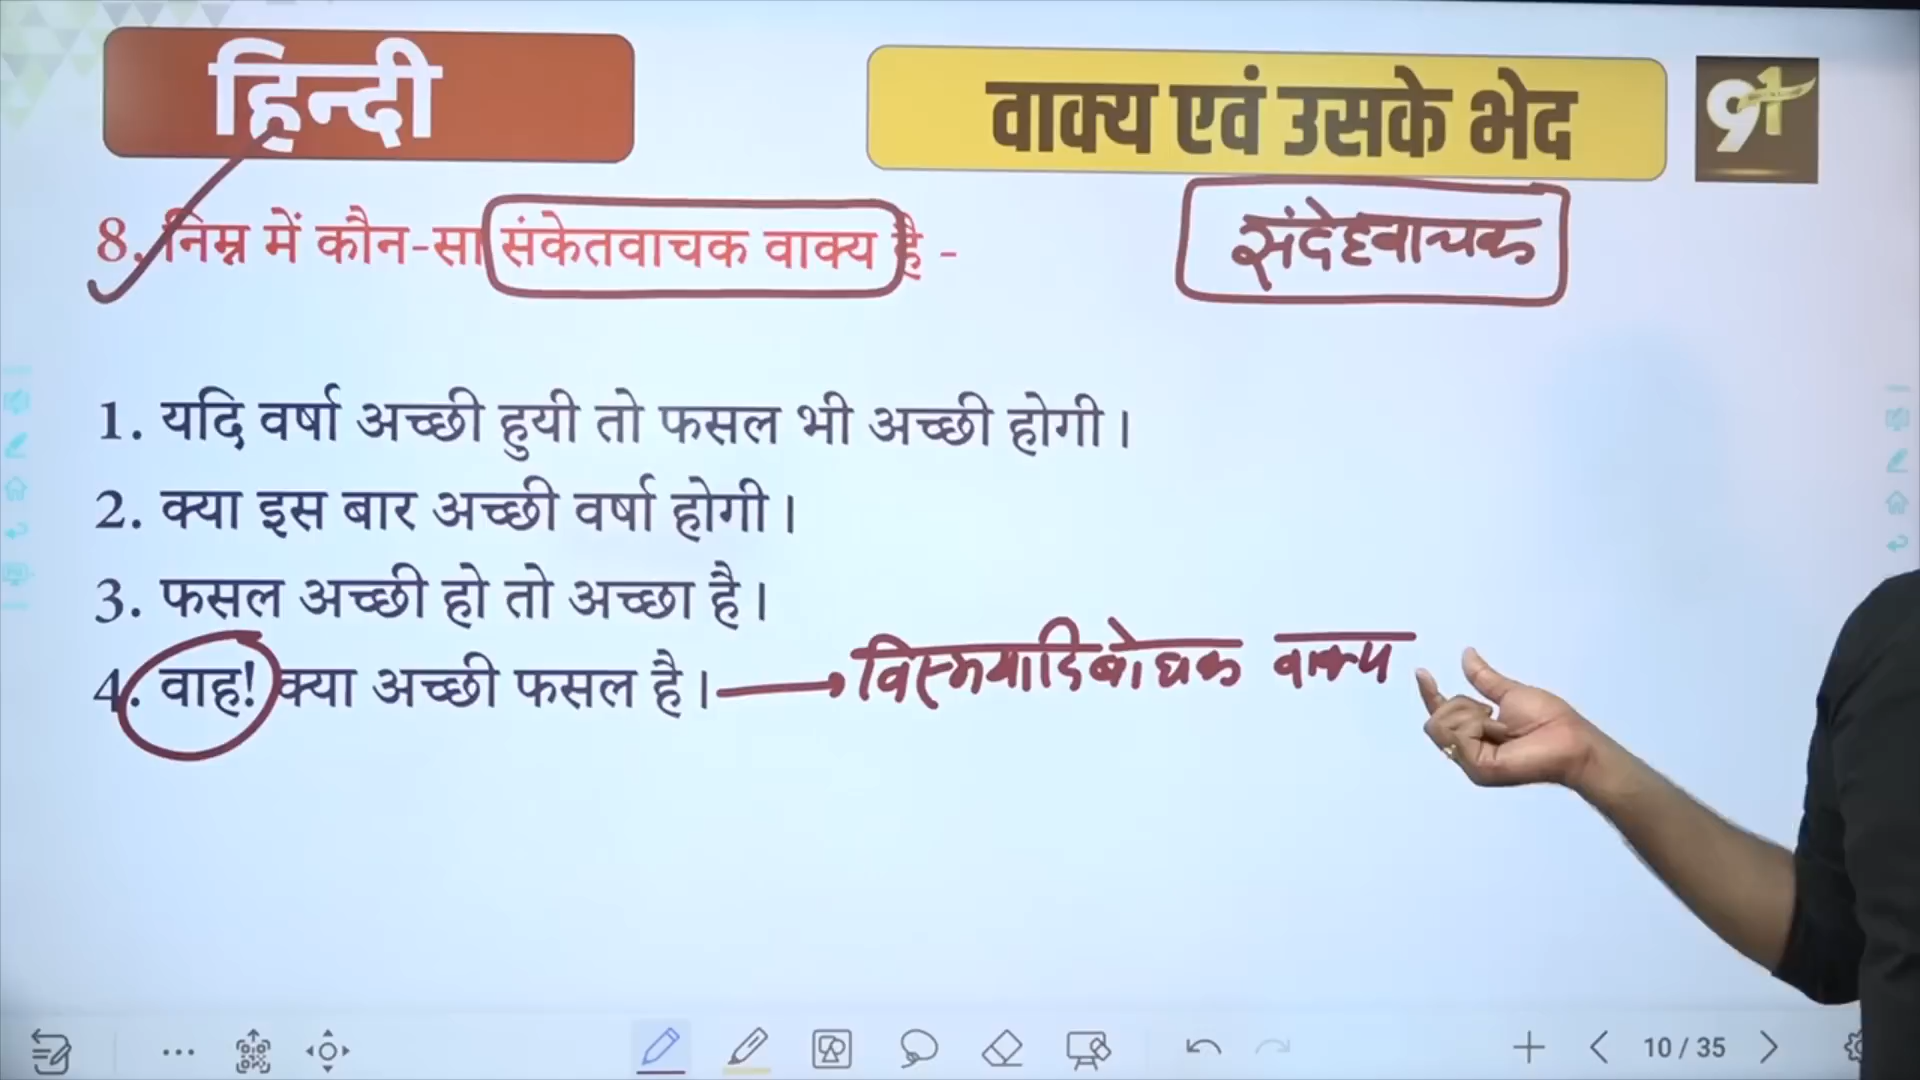 हिन्दी
वाक्य एवं उसके भेद
91
8. निम्न में कौन-सा संकेतवाचक वाक्य है -
संदेहवाचक
1. यदि वर्षा अच्छी हुयी तो फसल भी अच्छी होगी।
2. क्या इस बार अच्छी वर्षा होगी।
3. फसल अच्छी हो तो अच्छा है।
4. वाह! क्या अच्छी फसल है।
विस्मयादिबोधक वाक्य
10 / 35